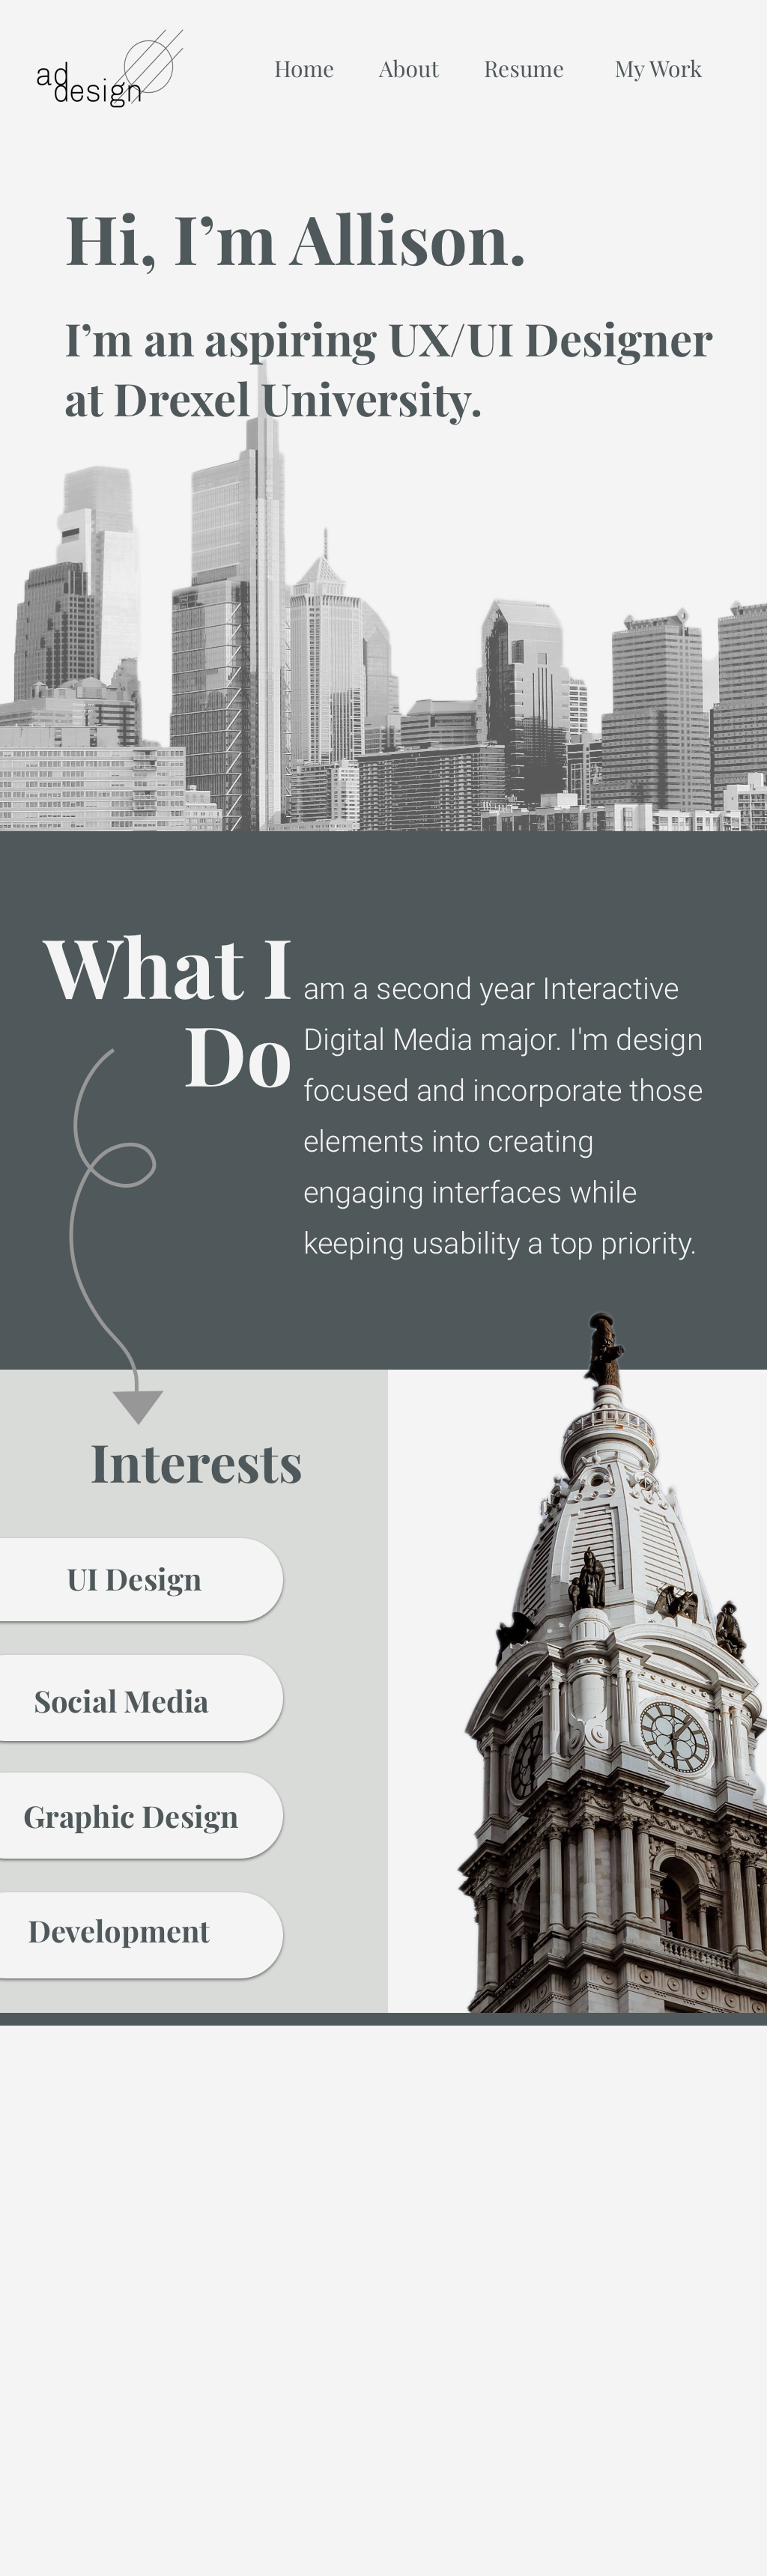 ad
design
Home About Resume My Work
Hi, I’m Allison.
I’m an aspiring UX/UI Designer
at Drexel University.
What I
Do
am a second year Interactive
Digital Media major. I'm design
focused and incorporate those
elements into creating
engaging interfaces while
keeping usability a top priority.
Interests
UI Design
Social Media
Graphic Design
Development